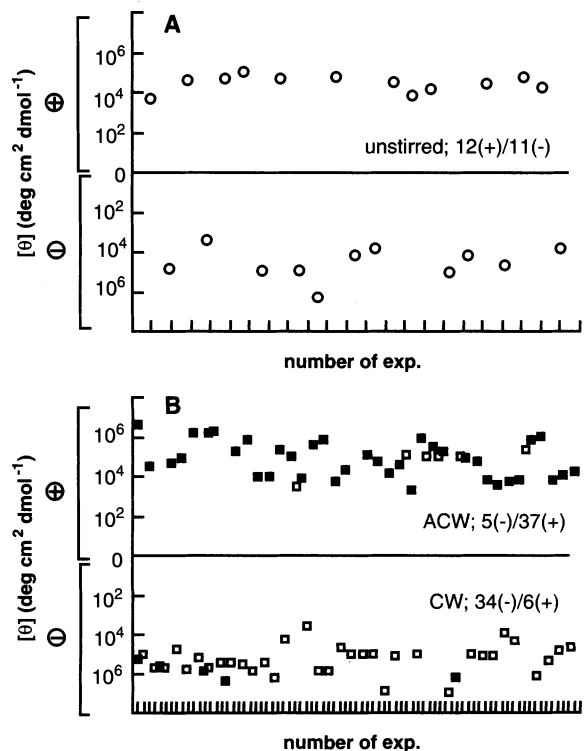 A
[θ] (deg cm² dmol⁻¹)
⊕
⊖
10⁶
10⁴
10²
0
10²
10⁴
10⁶
unstirred; 12(+)/11(-)
number of exp.
B
[θ] (deg cm² dmol⁻¹)
⊕
⊖
10⁶
10⁴
10²
0
10²
10⁴
10⁶
ACW; 5(-)/37(+)
CW; 34(-)/6(+)
number of exp.